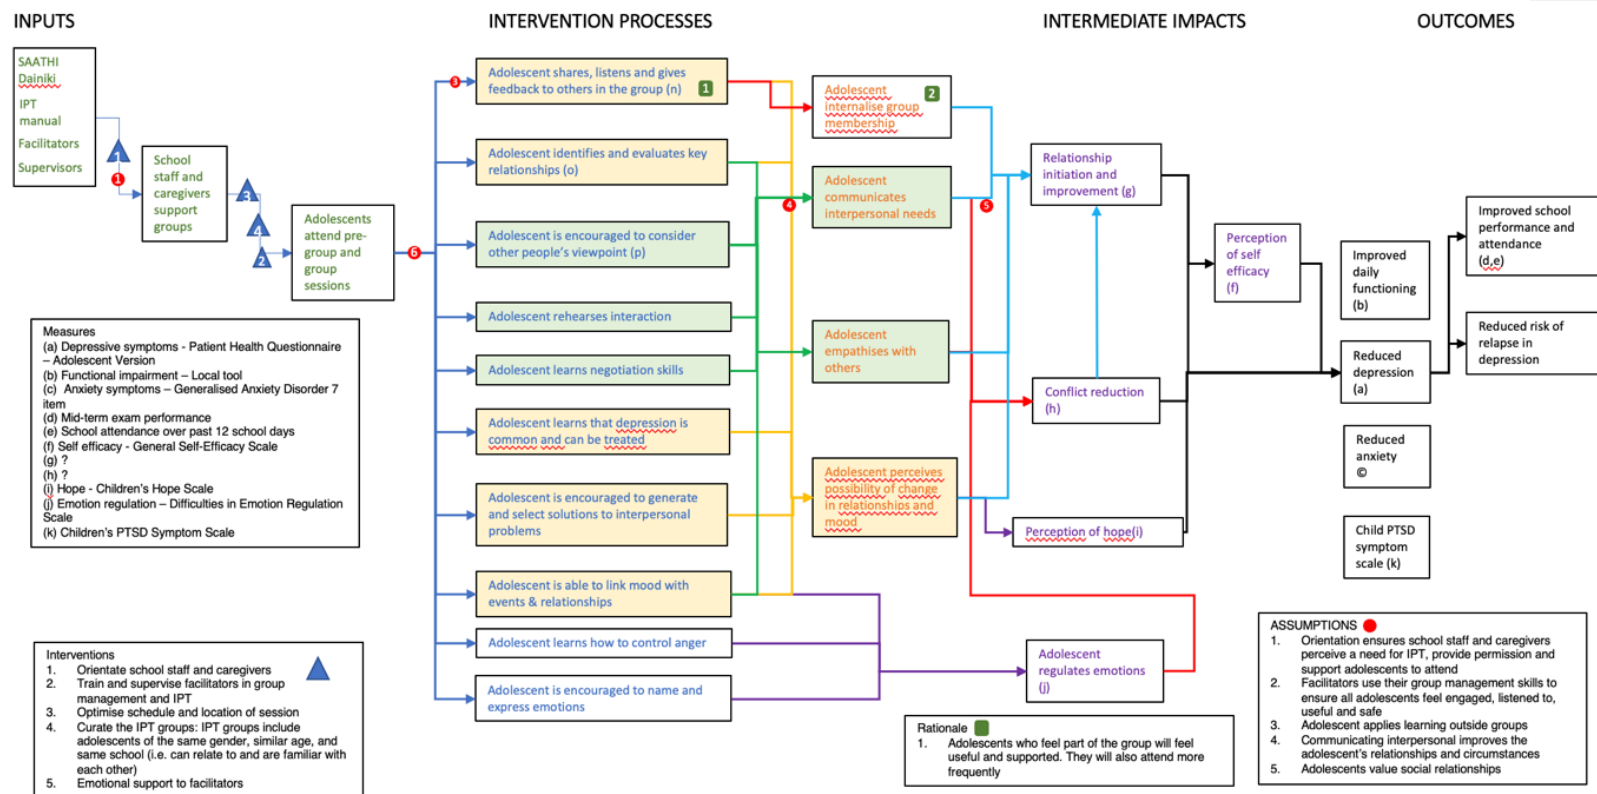 INPUTS
INTERVENTION PROCESSES
INTERMEDIATE IMPACTS
OUTCOMES
SAATHI
Dainiki
IPT
manual
Facilitators
Supervisors
1
1
School
staff and
caregivers
support
groups
3
4
2
Adolescents
attend pre-
group and
group
sessions
6
3
Adolescent shares, listens and gives
feedback to others in the group (n)
1
Adolescent identifies and evaluates key
relationships (o)
Adolescent is encouraged to consider
other people's viewpoint (p)
Adolescent rehearses interaction
Adolescent learns negotiation skills
Adolescent learns that depression is
common and can be treated
Adolescent is encouraged to generate
and select solutions to interpersonal
problems
Adolescent is able to link mood with
events & relationships
Adolescent learns how to control anger
Adolescent is encouraged to name and
express emotions
Adolescent
internalise group
membership
2
4
Adolescent
communicates
interpersonal needs
5
Adolescent
empathises with
others
Adolescent perceives
possibility of change
in relationships and
mood
Relationship
initiation and
improvement (g)
Conflict reduction
(h)
Perception of hope(i)
Adolescent
regulates emotions
(j)
Perception
of self
efficacy
(f)
Improved
daily
functioning
(b)
Reduced
depression
(a)
Reduced
anxiety
©
Child PTSD
symptom
scale (k)
Improved school
performance and
attendance
(d,e)
Reduced risk of
relapse in
depression
Measures
(a) Depressive symptoms - Patient Health Questionnaire
– Adolescent Version
(b) Functional impairment – Local tool
(c) Anxiety symptoms – Generalised Anxiety Disorder 7
item
(d) Mid-term exam performance
(e) School attendance over past 12 school days
(f) Self efficacy - General Self-Efficacy Scale
(g) ?
(h) ?
(i) Hope - Children's Hope Scale
(j) Emotion regulation – Difficulties in Emotion Regulation
Scale
(k) Children's PTSD Symptom Scale
Interventions
1. Orientate school staff and caregivers
2. Train and supervise facilitators in group
management and IPT
3. Optimise schedule and location of session
4. Curate the IPT groups: IPT groups include
adolescents of the same gender, similar age, and
same school (i.e. can relate to and are familiar with
each other)
5. Emotional support to facilitators
Rationale
1. Adolescents who feel part of the group will feel
useful and supported. They will also attend more
frequently
ASSUMPTIONS
1. Orientation ensures school staff and caregivers
perceive a need for IPT, provide permission and
support adolescents to attend
2. Facilitators use their group management skills to
ensure all adolescents feel engaged, listened to,
useful and safe
3. Adolescent applies learning outside groups
4. Communicating interpersonal improves the
adolescent's relationships and circumstances
5. Adolescents value social relationships